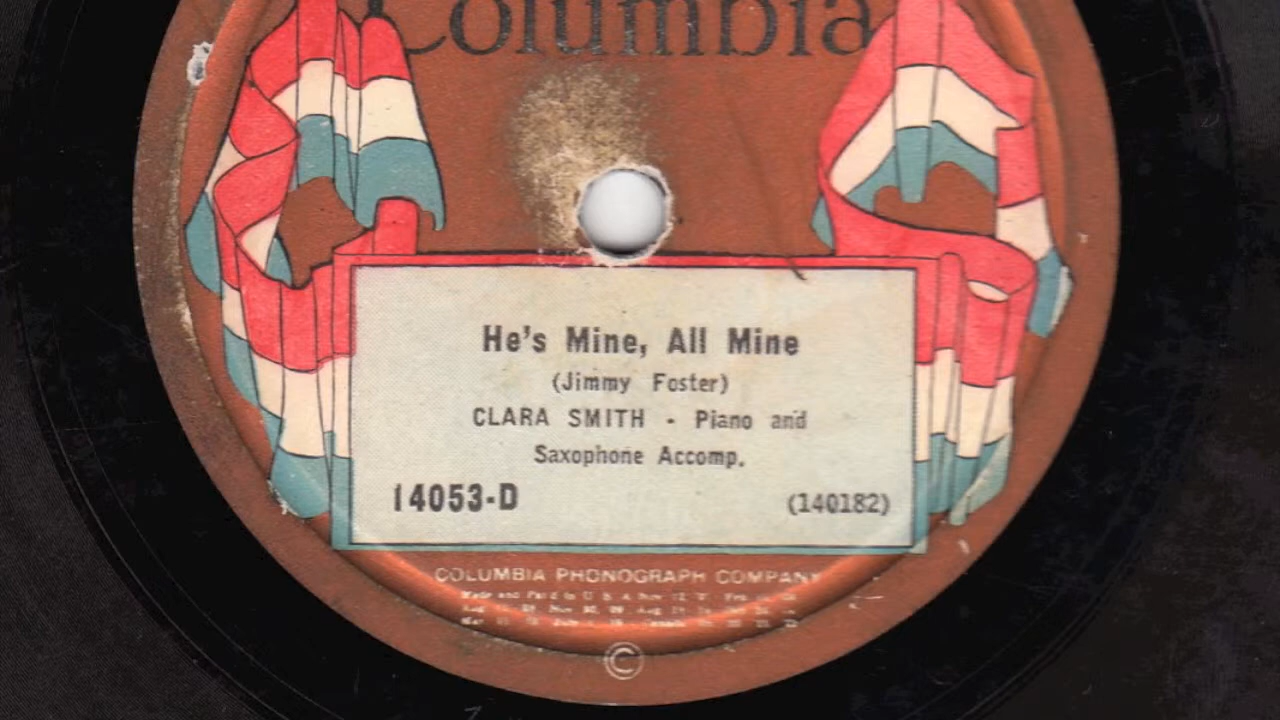 Columbia
He's Mine, All Mine
(Jimmy Foster)
CLARA SMITH - Piano and
Saxophone Accomp.
14053-D (140182)
COLUMBIA PHONOGRAPH COMPANY
©